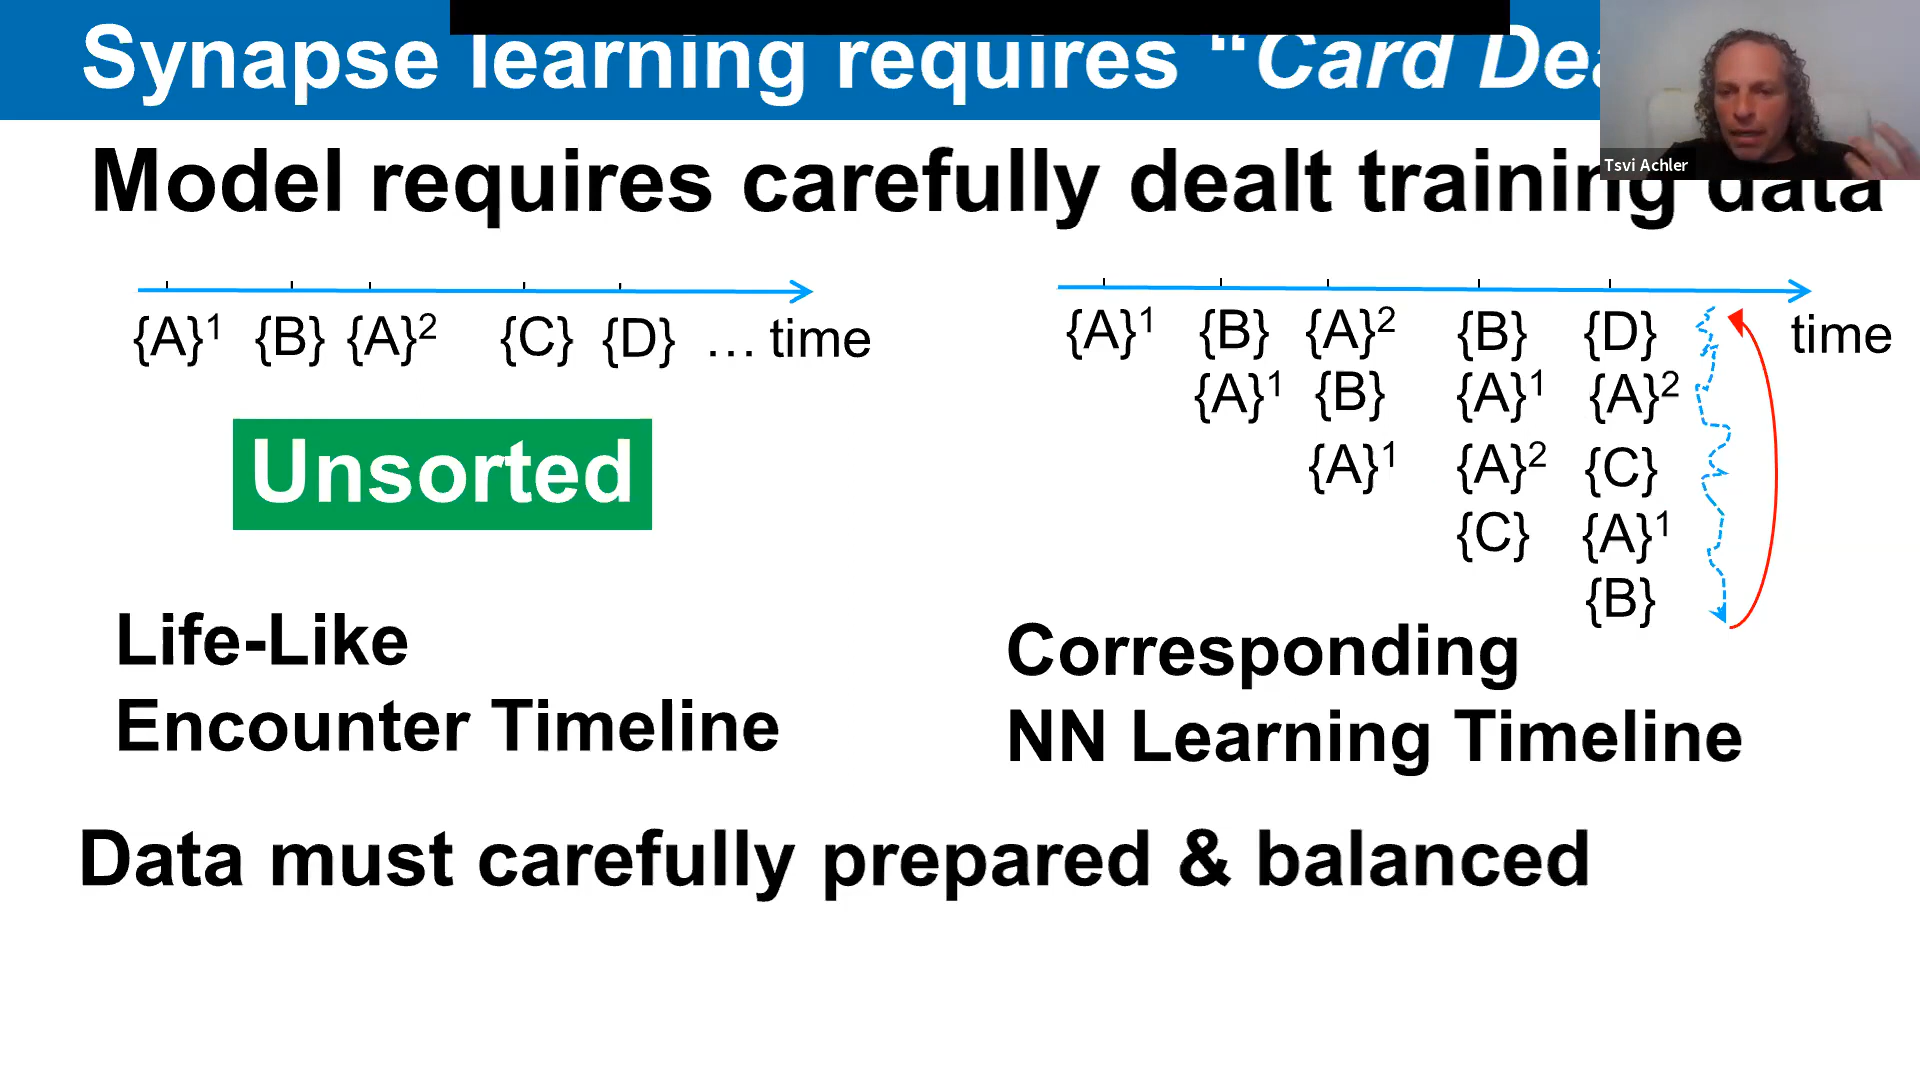 Synapse learning requires "Card Dea
Tsvi Achler
Model requires carefully dealt training data
{A}¹ {B} {A}² {C} {D} ... time
{A}¹ {B} {A}² {B} {D} time
{A}¹ {B} {A}¹ {A}²
{A}¹ {A}² {C}
{C} {A}¹
{B}
Unsorted
Life-Like
Encounter Timeline
Corresponding
NN Learning Timeline
Data must carefully prepared & balanced